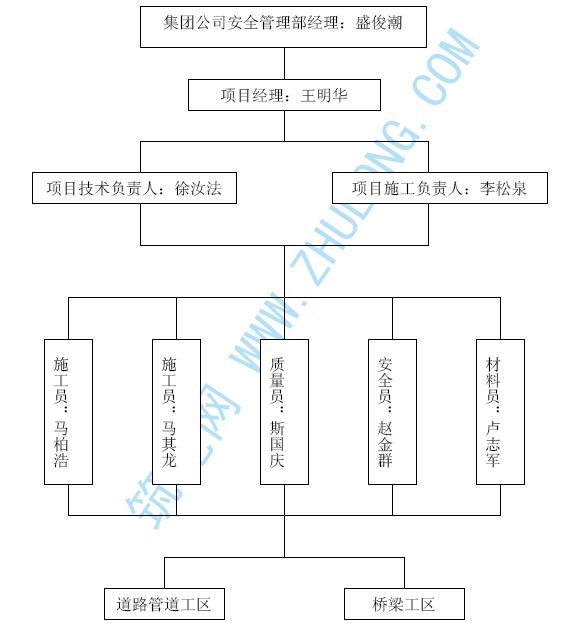 集团公司安全管理部经理：盛俊潮
项目经理：王明华
项目技术负责人：徐汝法
项目施工负责人：李松泉
施工员：马柏浩
施工员：马其龙
质量员：斯国庆
安全员：赵金群
材料员：卢志军
道路管道工区
桥梁工区
筑龙网 WWW.ZHULONG.COM